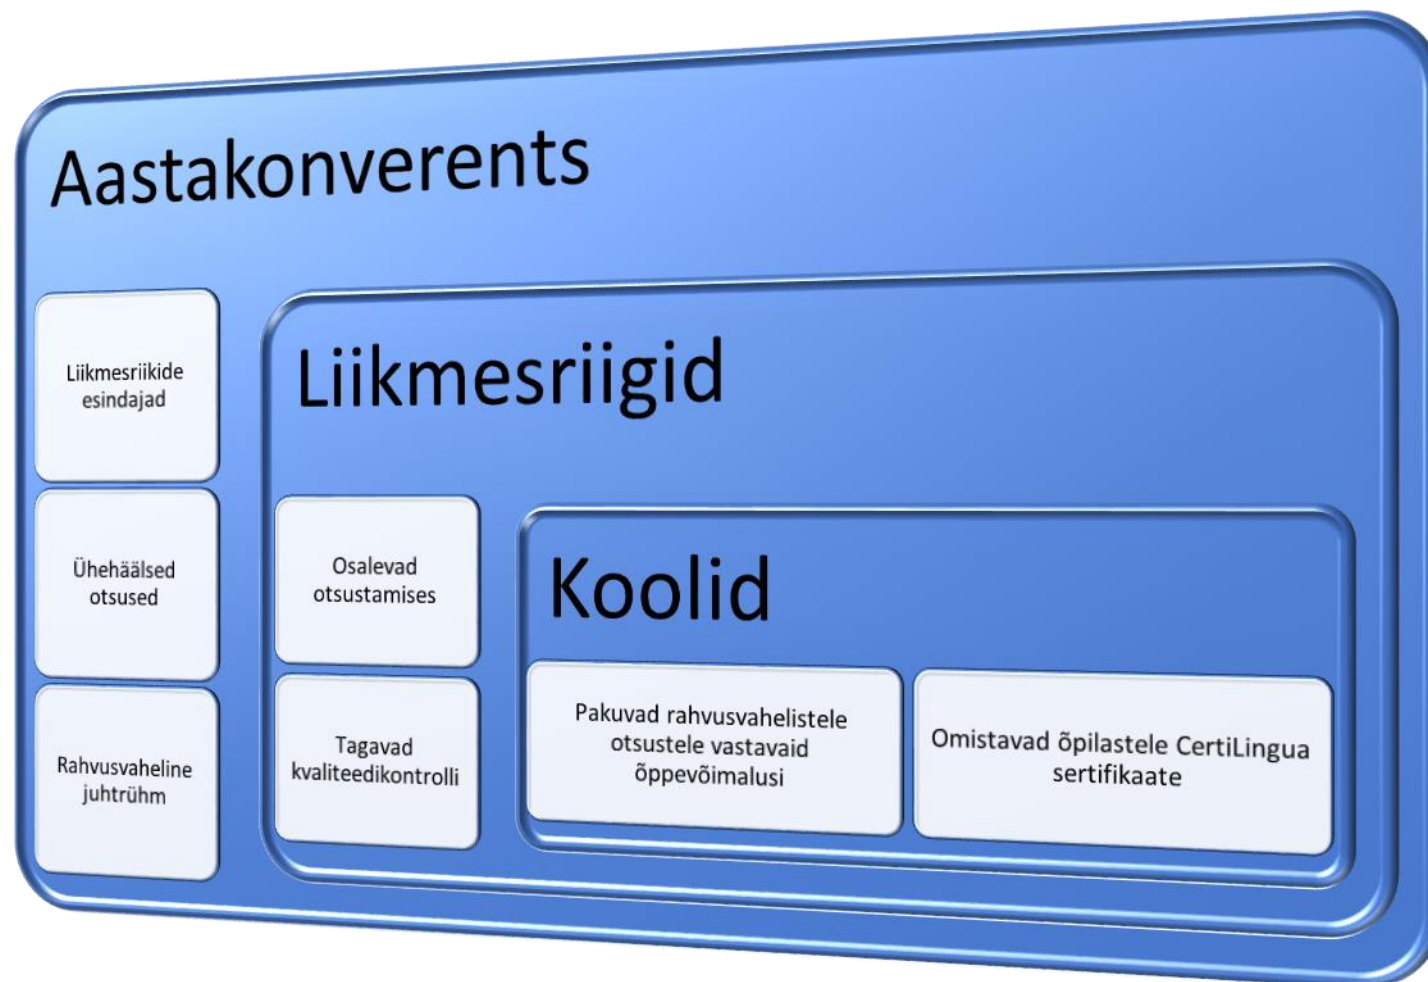 Aastakonverents
Liikmesriikide
esindajad
Ühehäälsed
otsused
Rahvusvaheline
juhtrühm
Liikmesriigid
Osalevad
otsustamises
Tagavad
kvaliteedikontrolli
Koolid
Pakuvad rahvusvahelistele
otsustele vastavaid
õppevõimalusi
Omistavad õpilastele CertiLingua
sertifikaate